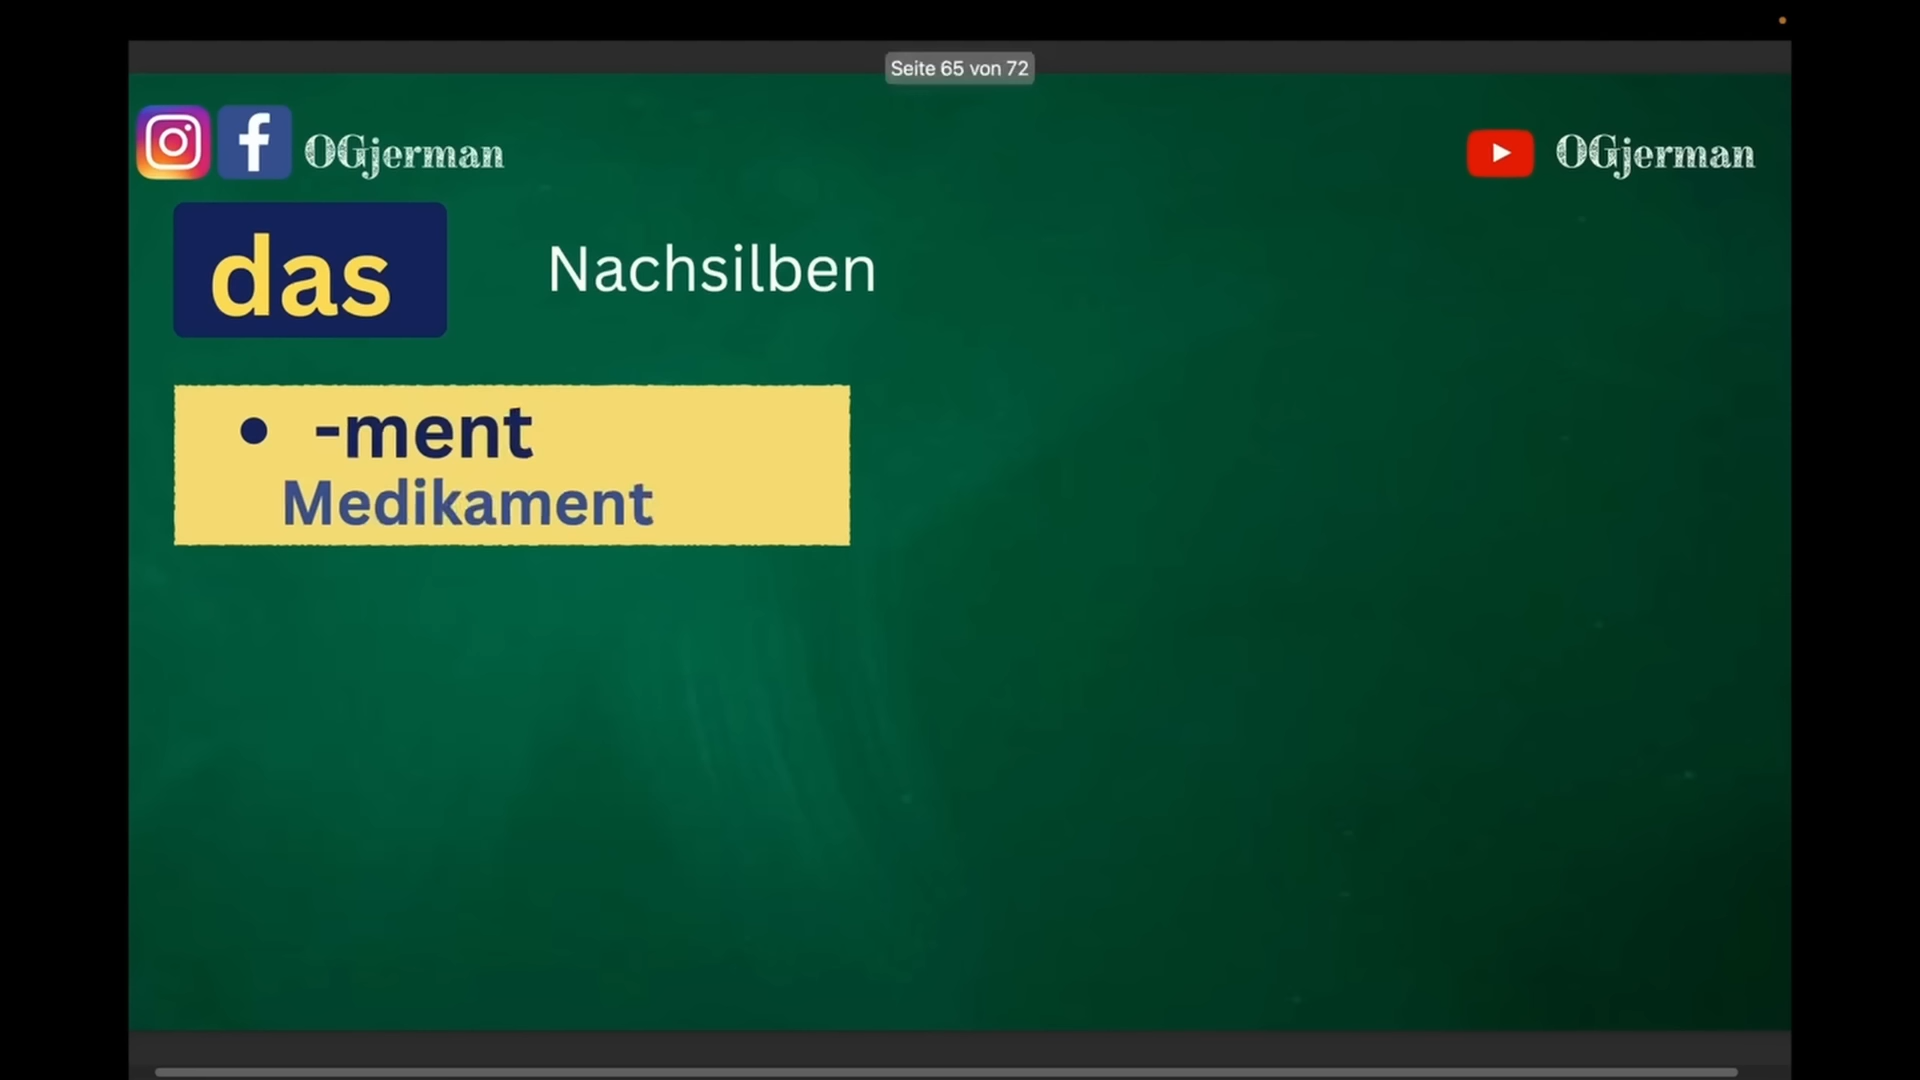 Seite 65 von 72
OGjerman
OGjerman
das
Nachsilben
• -ment
Medikament